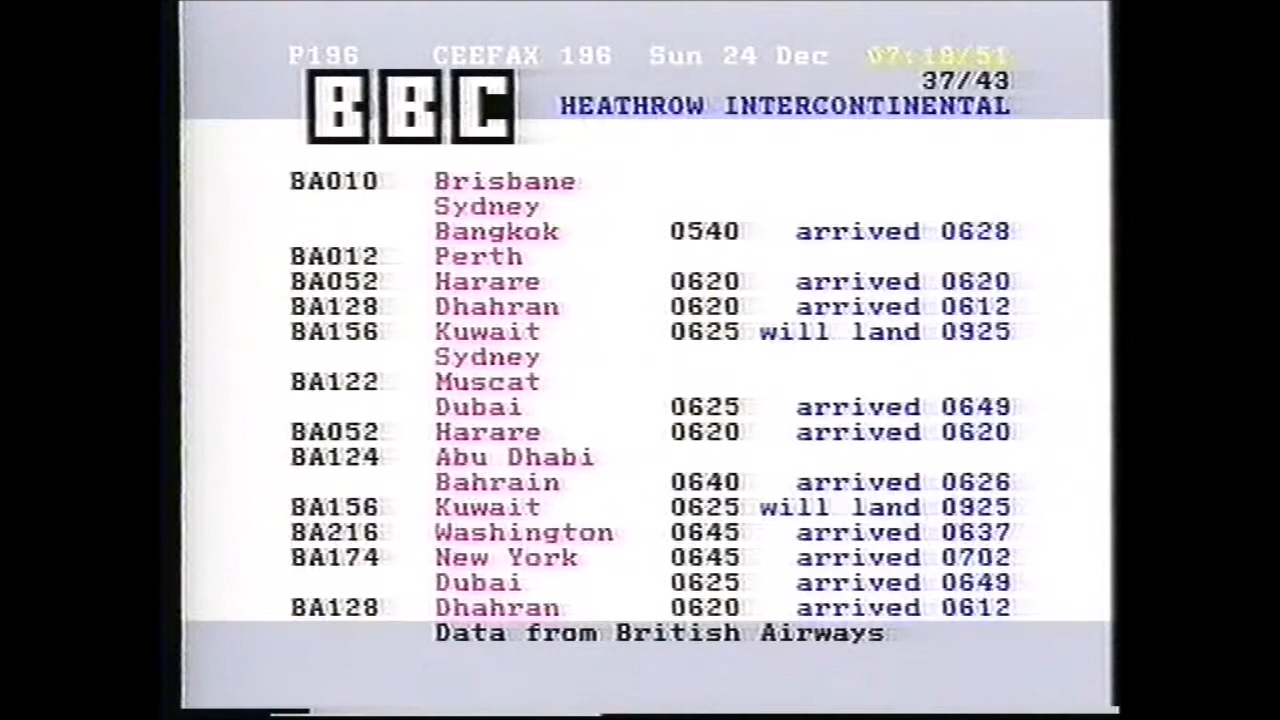 P196 CEEFAX 196 Sun 24 Dec 07:18/51
37/43
BBC HEATHROW INTERCONTINENTAL
BA010 Brisbane
Sydney
Bangkok 0540 arrived 0628
BA012 Perth
BA052 Harare 0620 arrived 0620
BA128 Dhahran 0620 arrived 0612
BA156 Kuwait 0625 will land 0925
Sydney
BA122 Muscat
Dubai 0625 arrived 0649
BA052 Harare 0620 arrived 0620
BA124 Abu Dhabi
Bahrain 0640 arrived 0626
BA156 Kuwait 0625 will land 0925
BA216 Washington 0645 arrived 0637
BA174 New York 0645 arrived 0702
Dubai 0625 arrived 0649
BA128 Dhahran 0620 arrived 0612
Data from British Airways